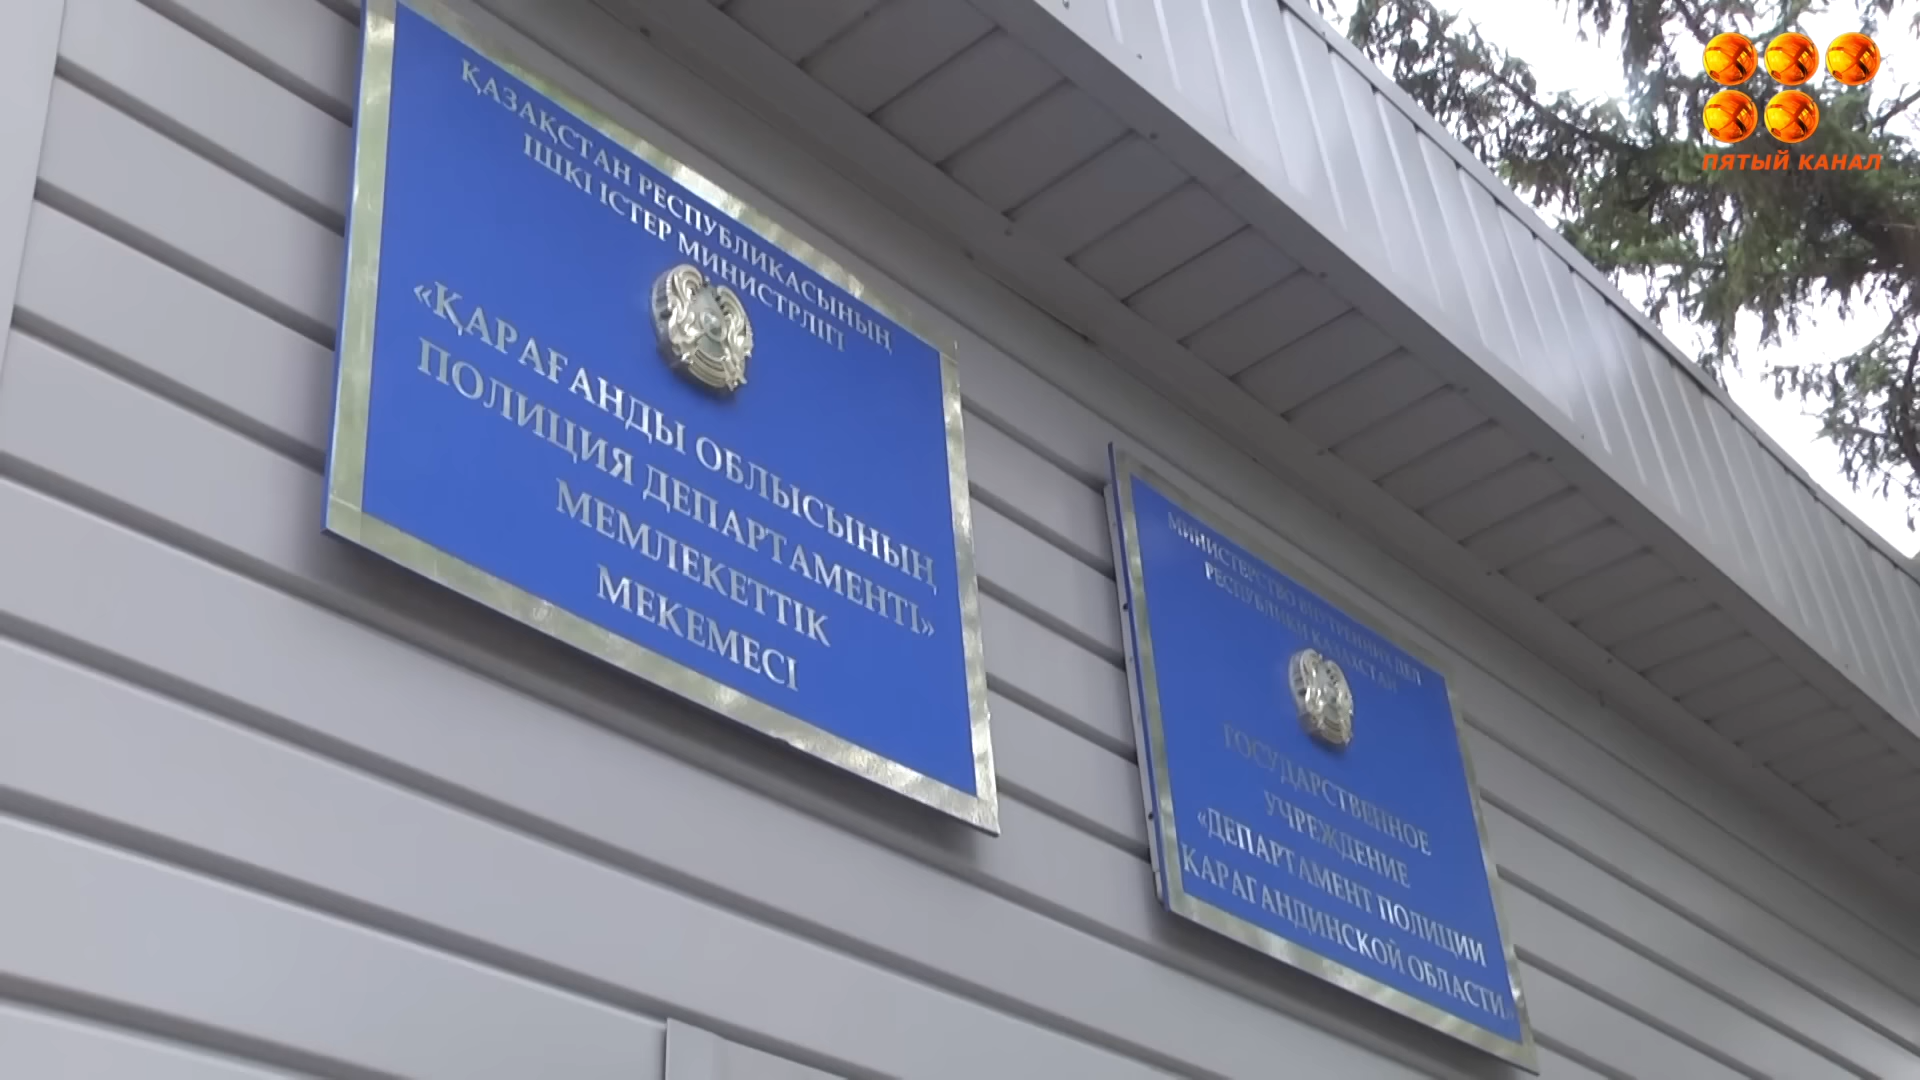 ҚАЗАҚСТАН РЕСПУБЛИКАСЫНЫҢ
ІШКІ ІСТЕР МИНИСТРЛІГІ
«ҚАРАҒАНДЫ ОБЛЫСЫНЫҢ
ПОЛИЦИЯ ДЕПАРТАМЕНТІ»
МЕМЛЕКЕТТІК
МЕКЕМЕСІ
МИНИСТЕРСТВО ВНУТРЕННИХ ДЕЛ
РЕСПУБЛИКИ КАЗАХСТАН
ГОСУДАРСТВЕННОЕ
УЧРЕЖДЕНИЕ
«ДЕПАРТАМЕНТ ПОЛИЦИИ
КАРАГАНДИНСКОЙ ОБЛАСТИ»
ПЯТЫЙ КАНАЛ